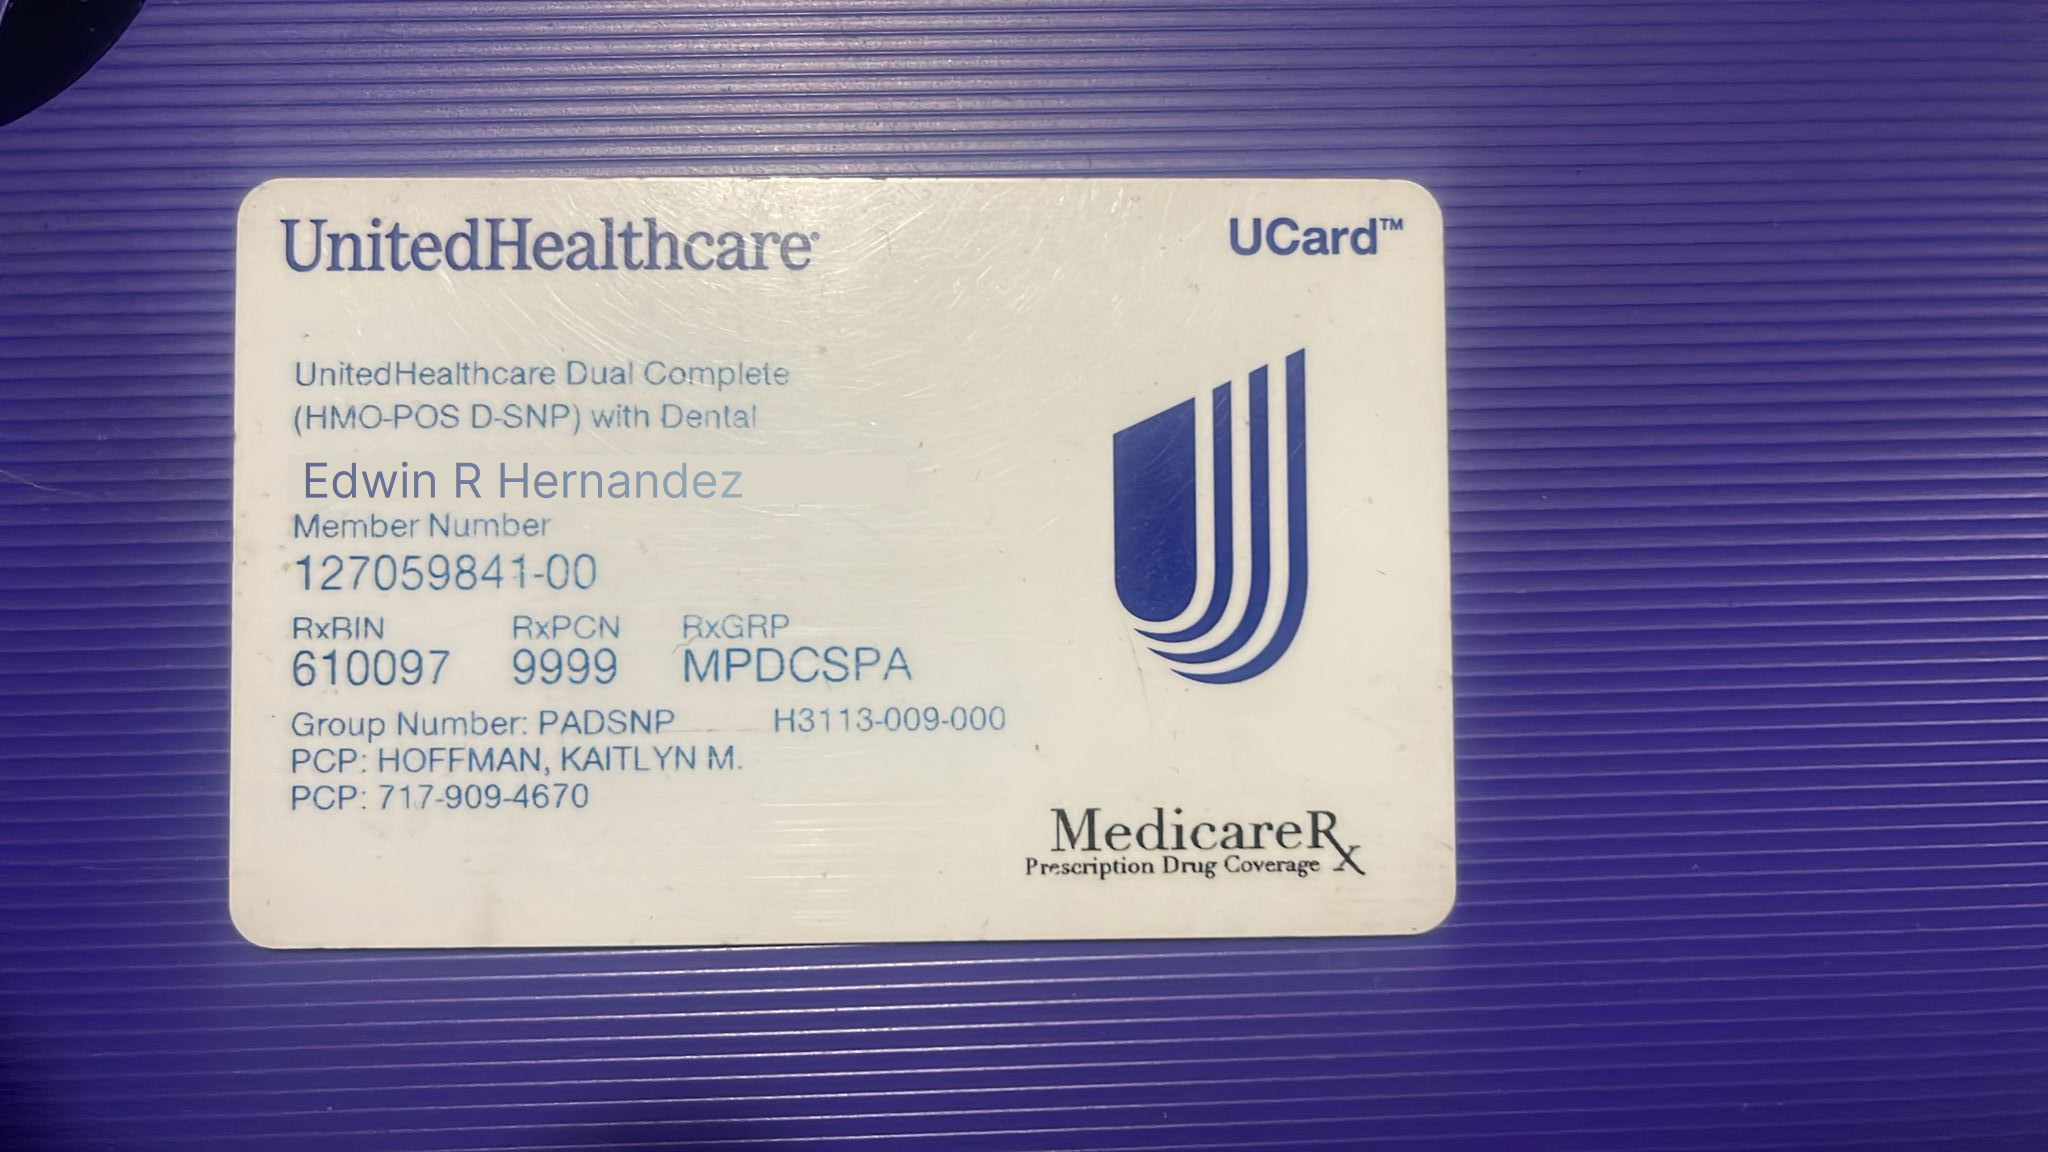 UnitedHealthcare® UCard™
UnitedHealthcare Dual Complete
(HMO-POS D-SNP) with Dental
Edwin R Hernandez
Member Number
127059841-00
RxBIN RxPCN RxGRP
610097 9999 MPDCSPA
Group Number: PADSNP H3113-009-000
PCP: HOFFMAN, KAITLYN M.
PCP: 717-909-4670
MedicareRx
Prescription Drug Coverage